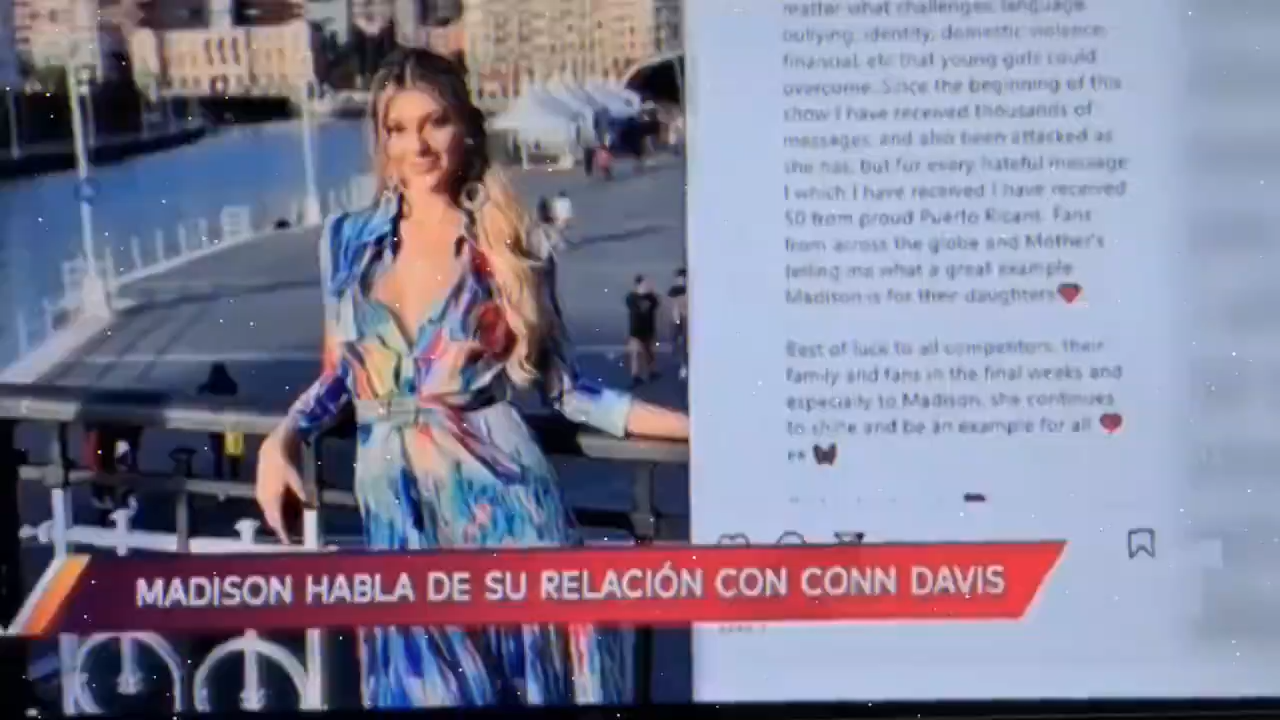 matter what challenges, language
bullying, identity, domestic violence,
financial, etc that young girls could
overcome. Since the beginning of this
show I have received thousands of
messages, and also been attacked as
she has. But for every hateful message
I which I have received I have received
50 from proud Puerto Ricans. Fans
from across the globe and Mother's
telling me what a great example
Madison is for their daughters❤️
Best of luck to all competitors, their
family and fans in the final weeks and
especially to Madison, she continues
to shine and be an example for all ❤️
MADISON HABLA DE SU RELACIÓN CON CONN DAVIS